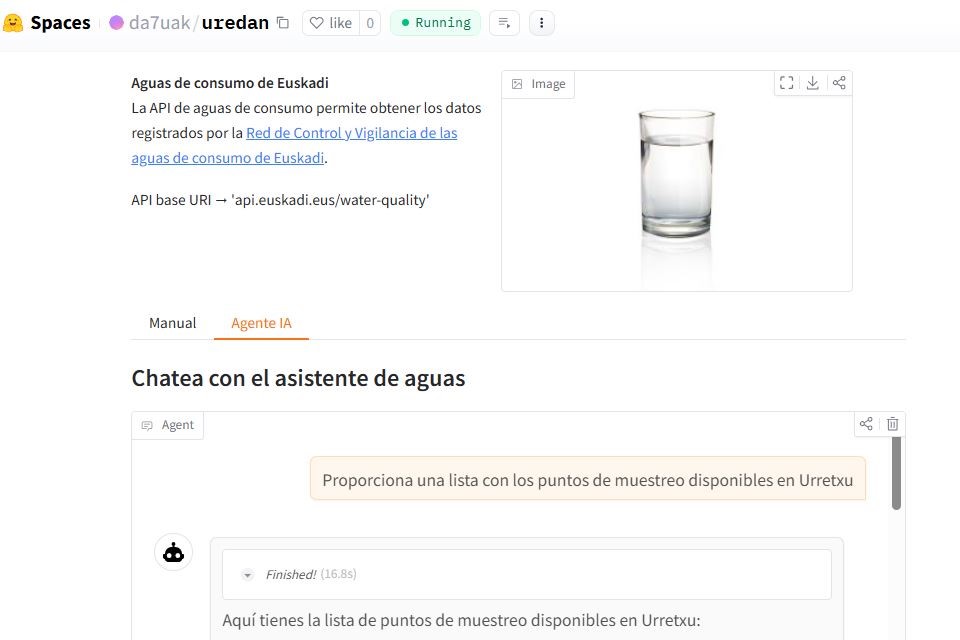 Spaces da7uak/uredan like 0 Running
Aguas de consumo de Euskadi
La API de aguas de consumo permite obtener los datos
registrados por la Red de Control y Vigilancia de las
aguas de consumo de Euskadi.
API base URI → 'api.euskadi.eus/water-quality'
Image
Manual Agente IA
Chatea con el asistente de aguas
Agent
Proporciona una lista con los puntos de muestreo disponibles en Urretxu
Finished! (16.8s)
Aquí tienes la lista de puntos de muestreo disponibles en Urretxu: